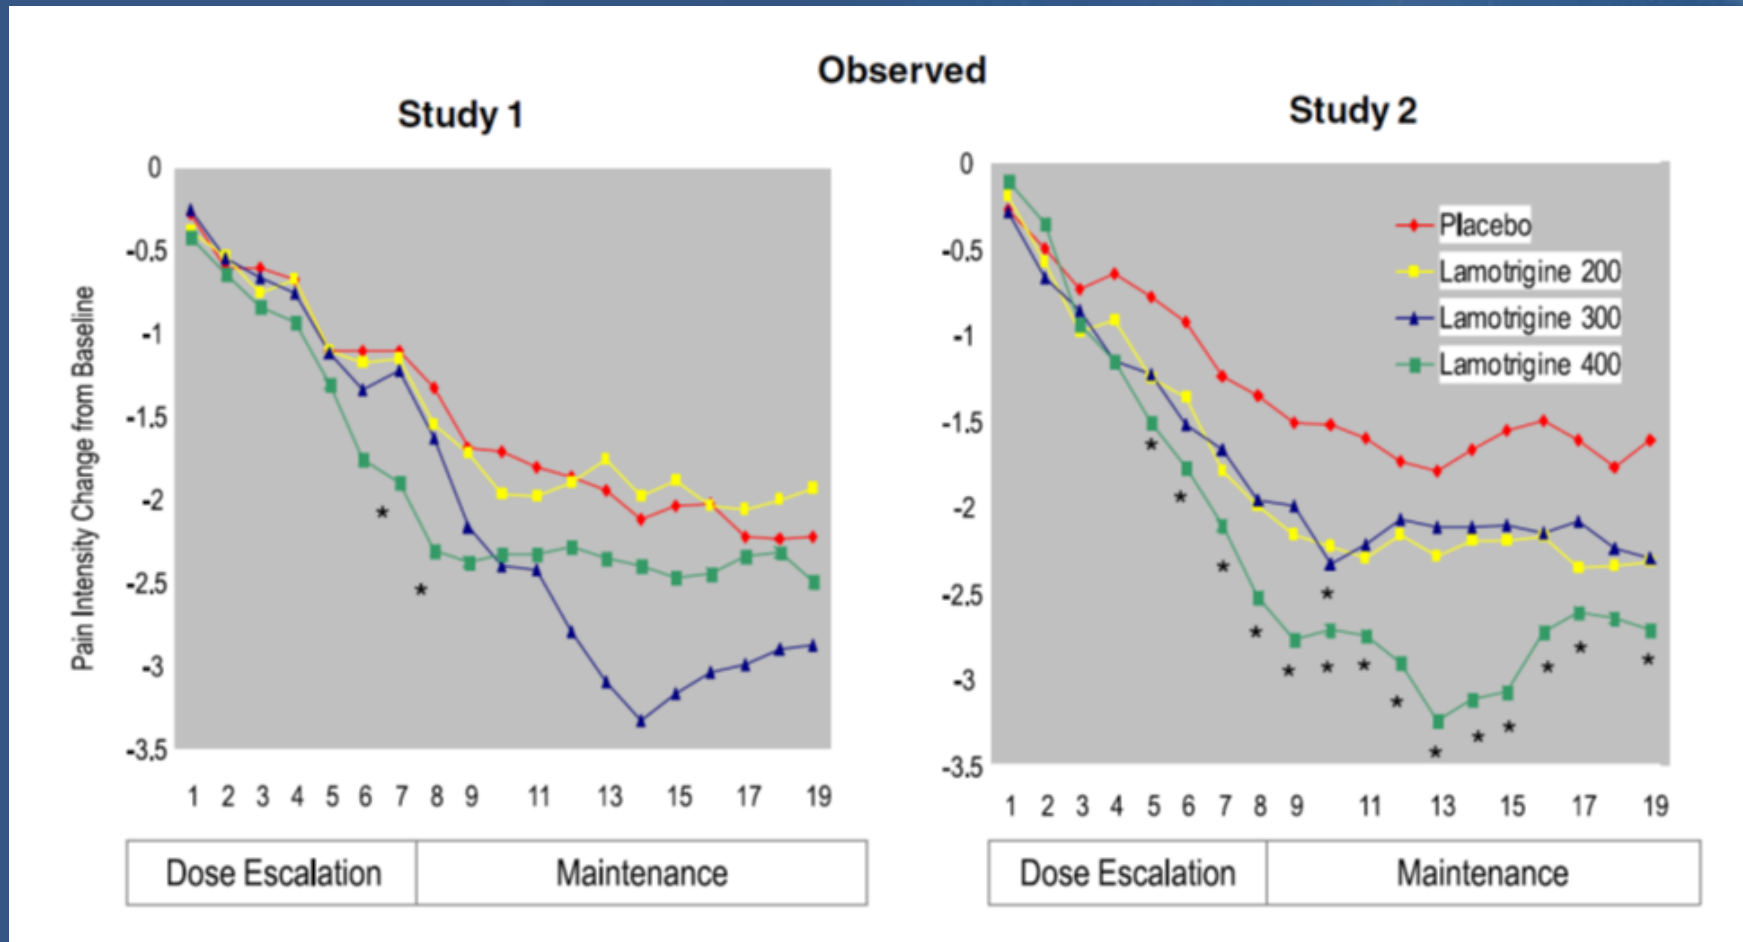 Observed
Study 1
Study 2
Pain Intensity Change from Baseline
0
-0.5
-1
-1.5
-2
-2.5
-3
-3.5
1 2 3 4 5 6 7 8 9 11 13 15 17 19
Dose Escalation Maintenance
* *
0
-0.5
-1
-1.5
-2
-2.5
-3
-3.5
Placebo
Lamotrigine 200
Lamotrigine 300
Lamotrigine 400
* * * * * * * * * * * * * * * *
1 2 3 4 5 6 7 8 9 11 13 15 17 19
Dose Escalation Maintenance